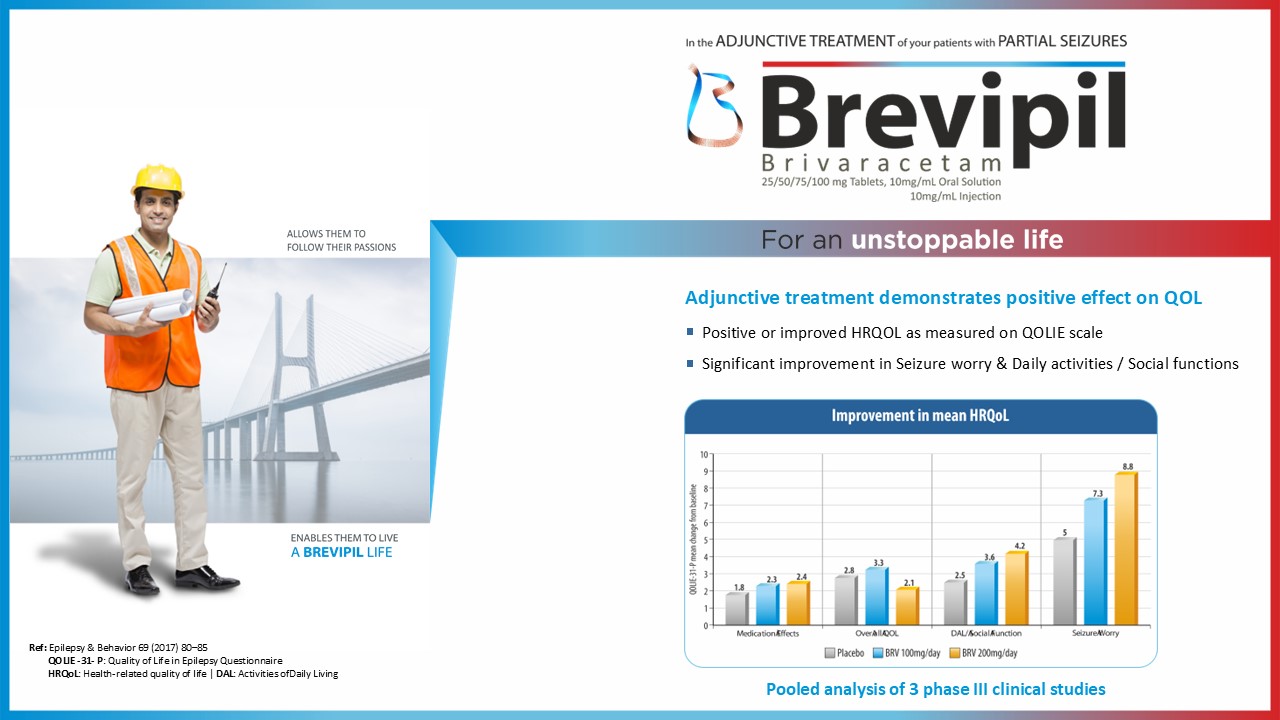 In the ADJUNCTIVE TREATMENT of your patients with PARTIAL SEIZURES
Brevipil
Brivaracetam
25/50/75/100 mg Tablets, 10mg/mL Oral Solution
10mg/mL Injection
ALLOWS THEM TO
FOLLOW THEIR PASSIONS
For an unstoppable life
Adjunctive treatment demonstrates positive effect on QOL
Positive or improved HRQOL as measured on QOLIE scale
Significant improvement in Seizure worry & Daily activities / Social functions
Improvement in mean HRQoL
QOLIE-31-P mean change from baseline
10
9
8
7
6
5
4
3
2
1
0
1.8
2.3
2.4
2.8
3.3
2.1
2.5
3.6
4.2
5
7.3
8.8
Medication Effects
Overall QOL
DAL/Social Function
Seizure Worry
Placebo
BRV 100mg/day
BRV 200mg/day
Pooled analysis of 3 phase III clinical studies
ENABLES THEM TO LIVE
A BREVIPIL LIFE
Ref: Epilepsy & Behavior 69 (2017) 80–85
QOLIE -31- P: Quality of Life in Epilepsy Questionnaire
HRQoL: Health-related quality of life | DAL: Activities ofDaily Living